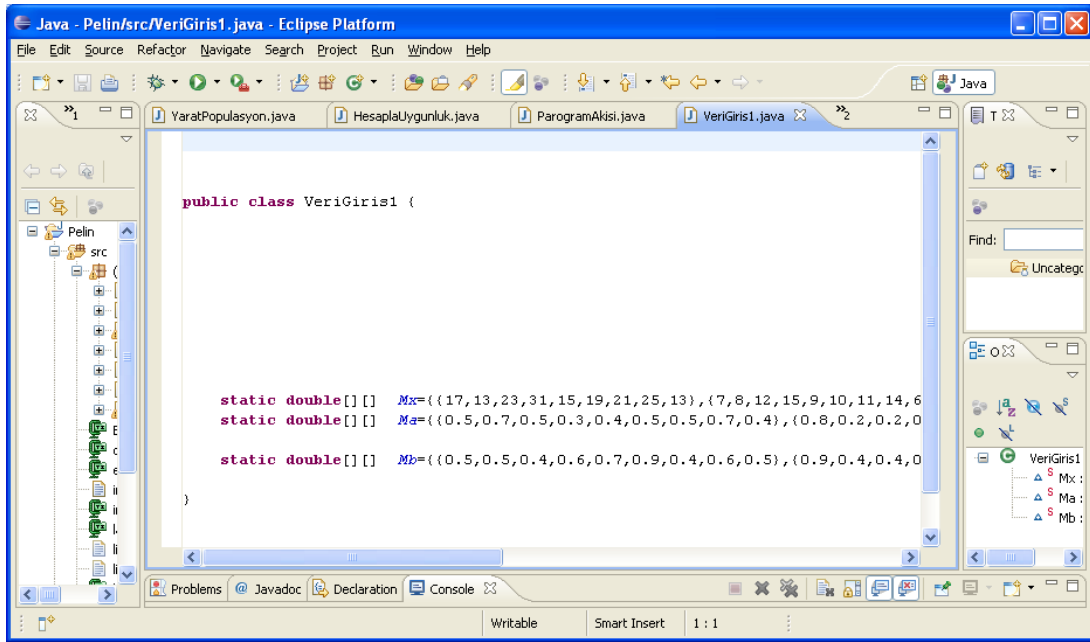 Java - Pelin/src/VeriGiris1.java - Eclipse Platform
File Edit Source Refactor Navigate Search Project Run Window Help
Java
1
YaratPopulasyon.java HesaplaUygunluk.java ParogramAkisi.java VeriGiris1.java 2
T
public class VeriGiris1 {
Pelin
src
(
Find:
Uncatego
O
static double[][] Mx={{17,13,23,31,15,19,21,25,13},{7,8,12,15,9,10,11,14,6
static double[][] Ma={{0.5,0.7,0.5,0.3,0.4,0.5,0.5,0.7,0.4},{0.8,0.2,0.2,0
static double[][] Mb={{0.5,0.5,0.4,0.6,0.7,0.9,0.4,0.6,0.5},{0.9,0.4,0.4,0
}
VeriGiris1
S Mx :
S Ma :
S Mb :
Problems @ Javadoc Declaration Console
Writable Smart Insert 1 : 1